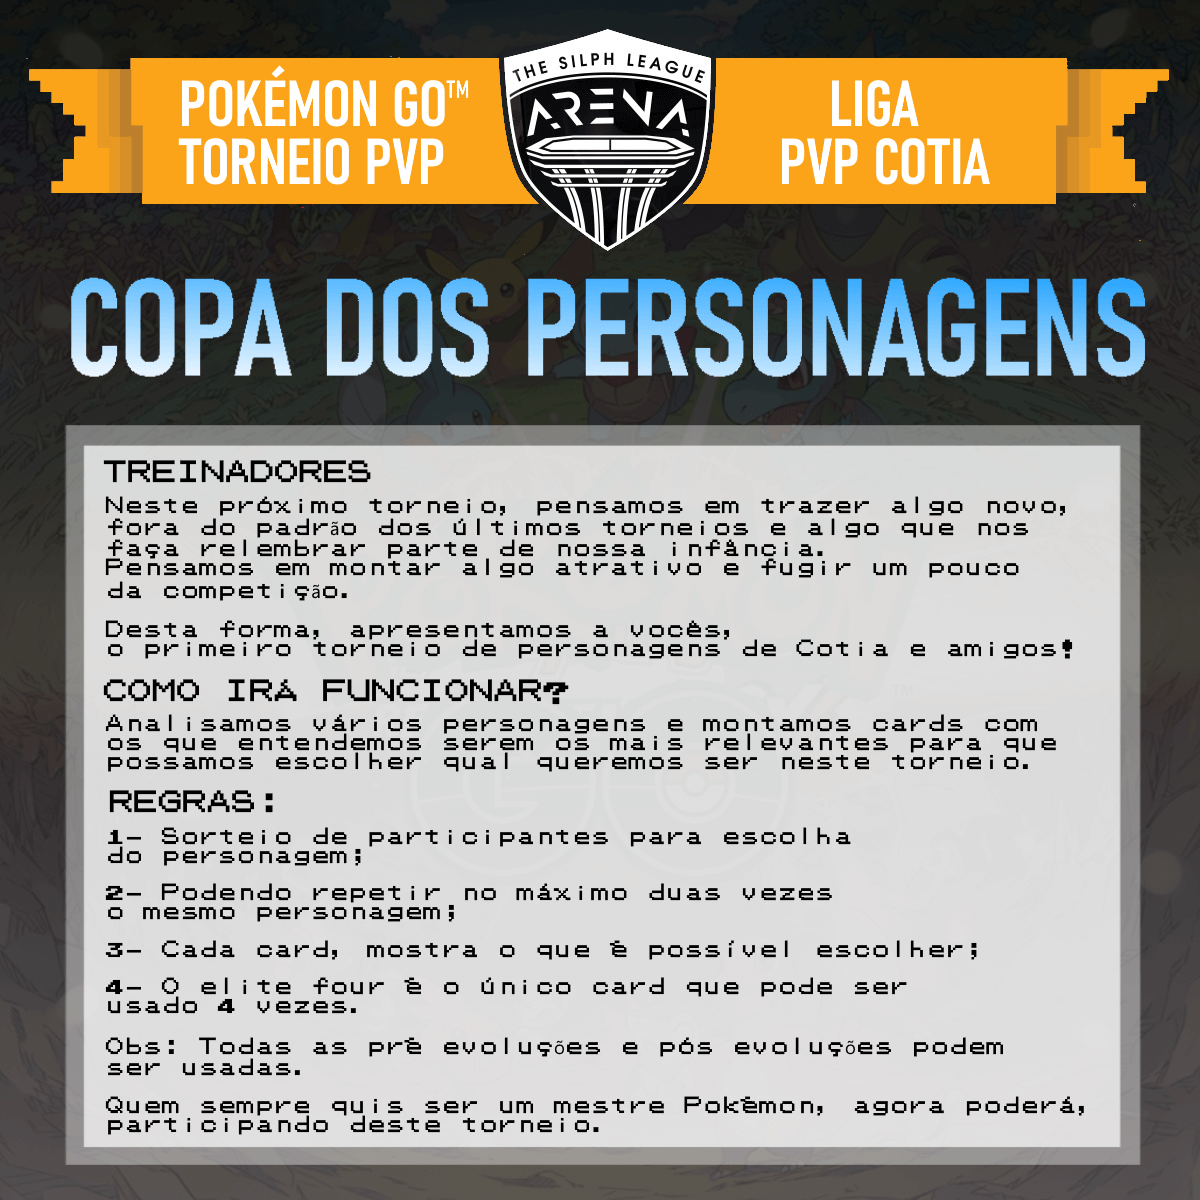 POKÉMON GO™
TORNEIO PVP
THE SILPH LEAGUE
ARENA
LIGA
PVP COTIA
COPA DOS PERSONAGENS
TREINADORES
Neste próximo torneio, pensamos em trazer algo novo,
fora do padrão dos últimos torneios e algo que nos
faça relembrar parte de nossa infância.
Pensamos em montar algo atrativo e fugir um pouco
da competição.
Desta forma, apresentamos a vocês,
o primeiro torneio de personagens de Cotia e amigos!
COMO IRÁ FUNCIONAR?
Analisamos vários personagens e montamos cards com
os que entendemos serem os mais relevantes para que
possamos escolher qual queremos ser neste torneio.
REGRAS:
1- Sorteio de participantes para escolha
do personagem;
2- Podendo repetir no máximo duas vezes
o mesmo personagem;
3- Cada card, mostra o que é possível escolher;
4- O elite four é o único card que pode ser
usado 4 vezes.
Obs: Todas as pré evoluções e pós evoluções podem
ser usadas.
Quem sempre quis ser um mestre Pokémon, agora poderá,
participando deste torneio.
POKÉMON
GO
™